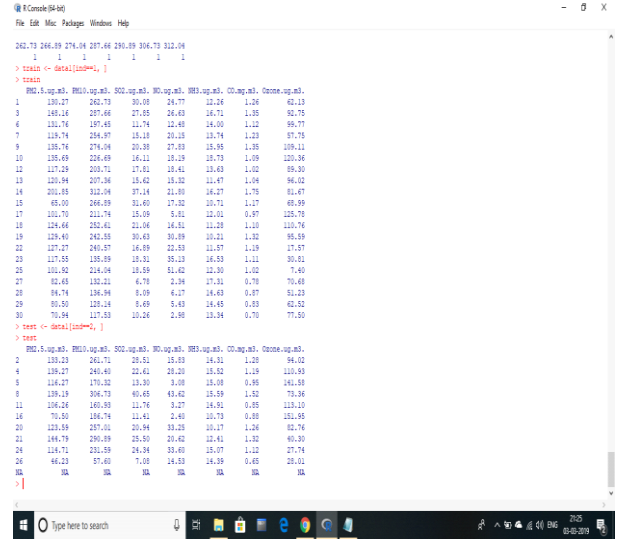 R Console (64-bit)
File Edit Misc Packages Windows Help
262.73 266.89 274.04 287.66 290.89 306.73 312.04
1 1 1 1 1 1 1
> train <- data1[ind==1, ]
> train
PM2.5.ug.m3. PM10.ug.m3. SO2.ug.m3. NO.ug.m3. NH3.ug.m3. CO.mg.m3. Ozone.ug.m3.
1 130.27 262.73 30.08 24.77 12.26 1.26 62.13
3 148.16 287.66 27.85 26.63 16.71 1.35 92.75
6 131.76 197.45 11.74 12.48 14.00 1.12 99.77
7 119.74 254.97 15.18 20.15 13.74 1.23 57.75
9 135.76 274.04 20.38 27.83 15.95 1.35 109.11
10 135.69 226.69 16.11 18.19 18.73 1.09 120.36
12 117.29 203.71 17.81 18.41 13.63 1.02 89.30
13 120.94 207.36 15.62 15.32 11.47 1.04 96.02
14 201.85 312.04 37.14 21.80 16.27 1.75 81.67
15 65.00 266.89 31.60 17.32 10.71 1.17 68.99
17 101.70 211.74 15.09 5.81 12.01 0.97 125.78
18 124.66 252.61 21.06 16.51 11.28 1.10 110.76
19 129.40 242.55 30.63 30.89 10.21 1.32 95.59
22 127.27 240.57 16.89 22.53 11.57 1.19 17.57
23 117.55 135.89 18.31 35.13 16.53 1.11 30.81
25 101.92 214.04 18.59 51.62 12.30 1.02 7.40
27 82.65 132.21 6.78 2.34 17.31 0.78 70.68
28 84.74 136.94 8.09 6.17 14.63 0.87 51.23
29 80.50 128.14 8.69 5.43 14.45 0.83 62.52
30 70.94 117.53 10.26 2.98 13.34 0.70 77.50
> test <- data1[ind==2, ]
> test
PM2.5.ug.m3. PM10.ug.m3. SO2.ug.m3. NO.ug.m3. NH3.ug.m3. CO.mg.m3. Ozone.ug.m3.
2 133.23 261.71 28.51 15.83 14.31 1.28 94.02
4 139.27 240.40 22.61 28.20 15.52 1.19 110.93
5 116.27 170.32 13.30 3.08 15.08 0.95 141.58
8 139.19 306.73 40.65 43.62 15.59 1.52 73.36
11 106.26 160.93 11.76 3.27 14.91 0.85 113.10
16 70.50 186.74 11.41 2.40 10.73 0.88 151.95
20 123.59 257.01 20.94 33.25 10.17 1.26 82.76
21 144.79 290.89 25.50 20.62 12.41 1.32 40.30
24 114.71 231.59 24.34 33.60 15.07 1.12 27.74
26 46.23 57.60 7.08 14.53 14.39 0.65 28.01
NA NA NA NA NA NA NA NA
>
Type here to search
ENG
21:25
03-03-2019